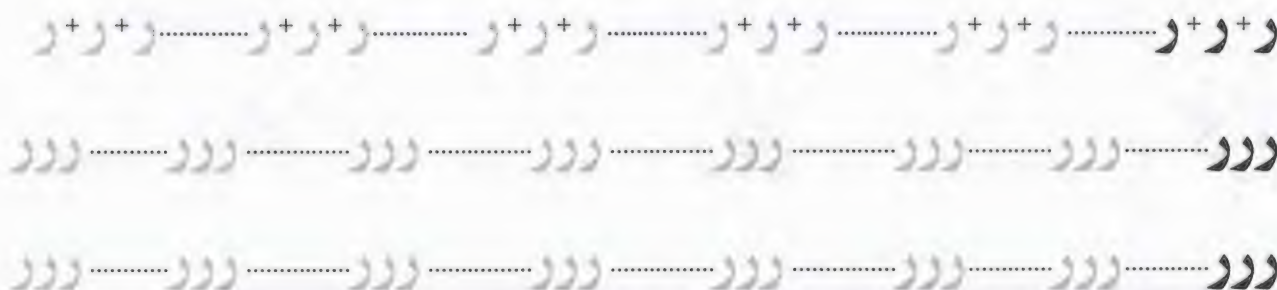 ر + ر + ر ............ ر + ر + ر ............ ر + ر + ر ............ ر + ر + ر ............ ر + ر + ر ............ ر + ر + ر
ررر ............ ررر ............ ررر ............ ررر ............ ررر ............ ررر ............ ررر ............ ررر
ررر ............ ررر ............ ررر ............ ررر ............ ررر ............ ررر ............ ررر ............ ررر